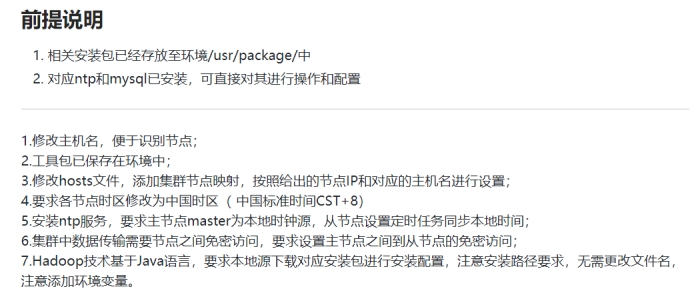 前提说明
1. 相关安装包已经存放至环境/usr/package/中
2. 对应ntp和mysql已安装，可直接对其进行操作和配置
1.修改主机名，便于识别节点；
2.工具包已保存在环境中；
3.修改hosts文件，添加集群节点映射，按照给出的节点IP和对应的主机名进行设置；
4.要求各节点时区修改为中国时区（ 中国标准时间CST+8）
5.安装ntp服务，要求主节点master为本地时钟源，从节点设置定时任务同步本地时间；
6.集群中数据传输需要节点之间免密访问，要求设置主节点之间到从节点的免密访问；
7.Hadoop技术基于Java语言，要求本地源下载对应安装包进行安装配置，注意安装路径要求，无需更改文件名，
注意添加环境变量。